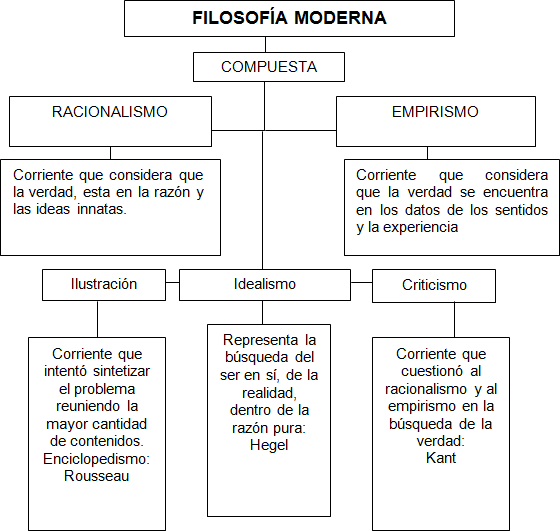 FILOSOFÍA MODERNA
COMPUESTA
RACIONALISMO
EMPIRISMO
Corriente que considera que
la verdad, esta en la razón y
las ideas innatas.
Corriente que considera
que la verdad se encuentra
en los datos de los sentidos
y la experiencia
Ilustración
Idealismo
Criticismo
Corriente que
intentó sintetizar
el problema
reuniendo la
mayor cantidad
de contenidos.
Enciclopedismo:
Rousseau
Representa la
búsqueda del
ser en sí, de la
realidad,
dentro de la
razón pura:
Hegel
Corriente que
cuestionó al
racionalismo y al
empirismo en la
búsqueda de la
verdad:
Kant